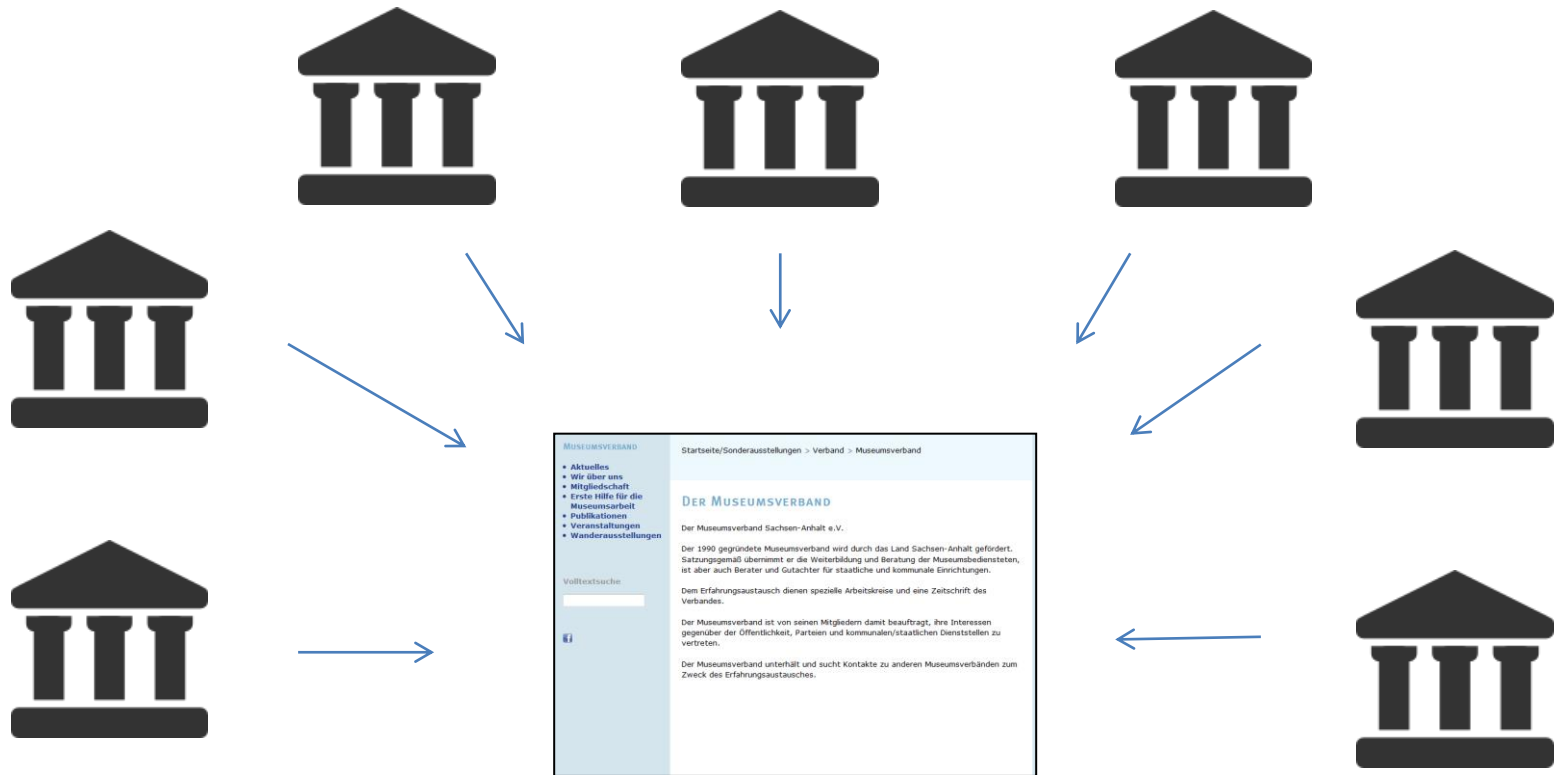 MUSEUMSVERBAND
• Aktuelles
• Wir über uns
• Mitgliedschaft
• Erste Hilfe für die
Museumsarbeit
• Publikationen
• Veranstaltungen
• Wanderausstellungen
Volltextsuche
f
Startseite/Sonderausstellungen > Verband > Museumsverband
DER MUSEUMSVERBAND
Der Museumsverband Sachsen-Anhalt e.V.
Der 1990 gegründete Museumsverband wird durch das Land Sachsen-Anhalt gefördert.
Satzungsgemäß übernimmt er die Weiterbildung und Beratung der Museumsbediensteten,
ist aber auch Berater und Gutachter für staatliche und kommunale Einrichtungen.
Dem Erfahrungsaustausch dienen spezielle Arbeitskreise und eine Zeitschrift des
Verbandes.
Der Museumsverband ist von seinen Mitgliedern damit beauftragt, ihre Interessen
gegenüber der Öffentlichkeit, Parteien und kommunalen/staatlichen Dienststellen zu
vertreten.
Der Museumsverband unterhält und sucht Kontakte zu anderen Museumsverbänden zum
Zweck des Erfahrungsaustausches.